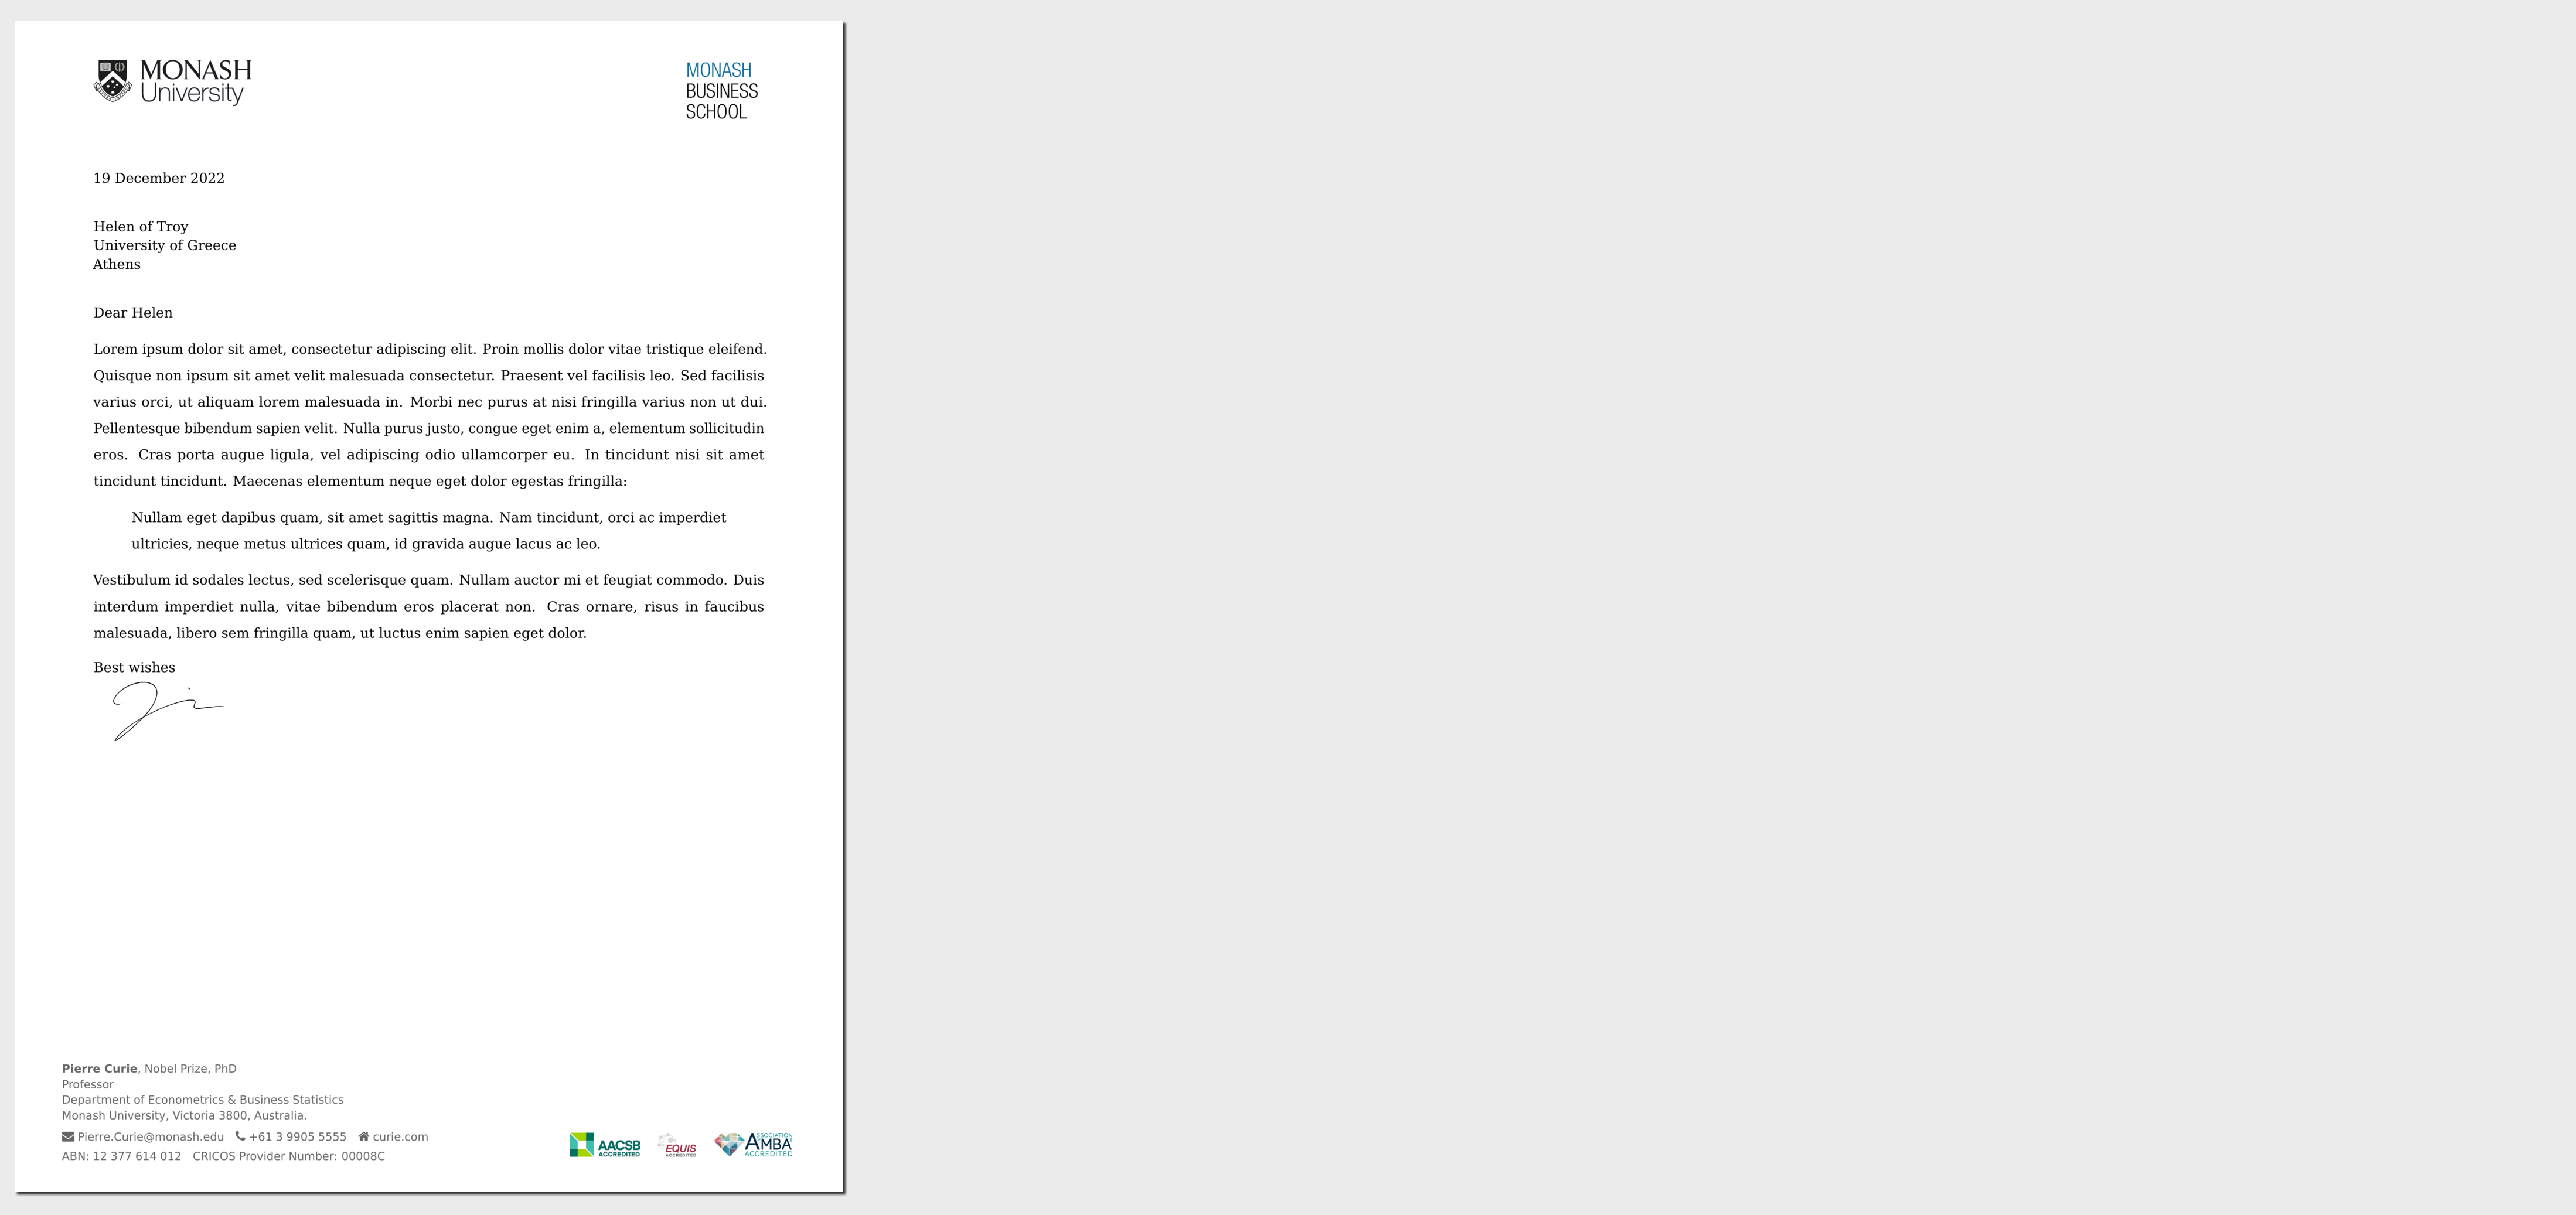 MONASH
University
MONASH
BUSINESS
SCHOOL
19 December 2022
Helen of Troy
University of Greece
Athens
Dear Helen
Lorem ipsum dolor sit amet, consectetur adipiscing elit. Proin mollis dolor vitae tristique eleifend.
Quisque non ipsum sit amet velit malesuada consectetur. Praesent vel facilisis leo. Sed facilisis
varius orci, ut aliquam lorem malesuada in. Morbi nec purus at nisi fringilla varius non ut dui.
Pellentesque bibendum sapien velit. Nulla purus justo, congue eget enim a, elementum sollicitudin
eros. Cras porta augue ligula, vel adipiscing odio ullamcorper eu. In tincidunt nisi sit amet
tincidunt tincidunt. Maecenas elementum neque eget dolor egestas fringilla:
Nullam eget dapibus quam, sit amet sagittis magna. Nam tincidunt, orci ac imperdiet
ultricies, neque metus ultrices quam, id gravida augue lacus ac leo.
Vestibulum id sodales lectus, sed scelerisque quam. Nullam auctor mi et feugiat commodo. Duis
interdum imperdiet nulla, vitae bibendum eros placerat non. Cras ornare, risus in faucibus
malesuada, libero sem fringilla quam, ut luctus enim sapien eget dolor.
Best wishes
Pierre Curie, Nobel Prize, PhD
Professor
Department of Econometrics & Business Statistics
Monash University, Victoria 3800, Australia.
Pierre.Curie@monash.edu +61 3 9905 5555 curie.com
ABN: 12 377 614 012 CRICOS Provider Number: 00008C
AACSB
ACCREDITED
EQUIS
ACCREDITED
ASSOCIATION
AMBA
ACCREDITED